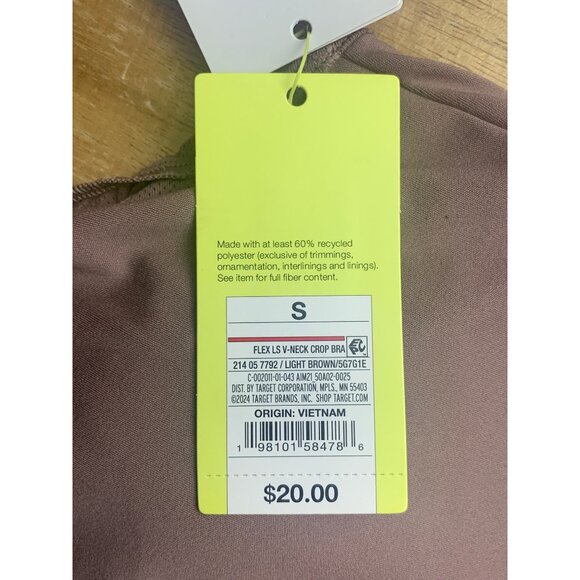 Made with at least 60% recycled
polyester (exclusive of trimmings,
ornamentation, interlinings and linings).
See item for full fiber content.
S
FLEX LS V-NECK CROP BRA
214 05 7792 / LIGHT BROWN/5G7G1E
C-002011-01-043 AIM21_50A02-0025
DIST. BY TARGET CORPORATION, MPLS., MN 55403
©2024 TARGET BRANDS, INC. SHOP TARGET.COM
ORIGIN: VIETNAM
1 98101 58478 6
$20.00